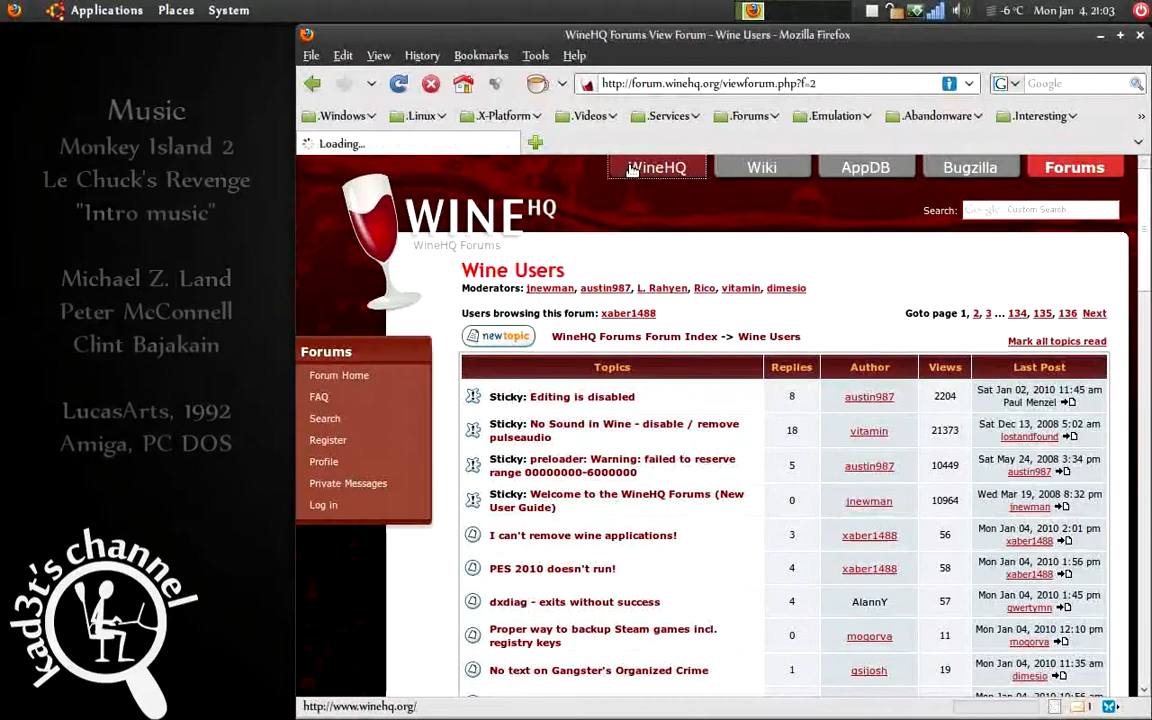 Applications Places System
-6 °C Mon Jan 4, 21:03
WineHQ Forums View Forum - Wine Users - Mozilla Firefox
File Edit View History Bookmarks Tools Help
http://forum.winehq.org/viewforum.php?f=2
Google
.Windows .Linux .X-Platform .Videos .Services .Forums .Emulation .Abandonware .Interesting »
Loading...
WineHQ Wiki AppDB Bugzilla Forums
WINE HQ
WineHQ Forums
Search: Google Custom Search
Wine Users
Moderators: jnewman, austin987, L. Rahyen, Rico, vitamin, dimesio
Users browsing this forum: xaber1488
Goto page 1, 2, 3 ... 134, 135, 136 Next
newtopic
WineHQ Forums Forum Index -> Wine Users
Mark all topics read
Forums
Forum Home
FAQ
Search
Register
Profile
Private Messages
Log in
Topics Replies Author Views Last Post
Sticky: Editing is disabled 8 austin987 2204 Sat Jan 02, 2010 11:45 am
Paul Menzel
Sticky: No Sound in Wine - disable / remove
pulseaudio 18 vitamin 21373 Sat Dec 13, 2008 5:02 am
lostandfound
Sticky: preloader: Warning: failed to reserve
range 00000000-6000000 5 austin987 10449 Sat May 24, 2008 3:34 pm
austin987
Sticky: Welcome to the WineHQ Forums (New
User Guide) 0 jnewman 10964 Wed Mar 19, 2008 8:32 pm
jnewman
I can't remove wine applications! 3 xaber1488 56 Mon Jan 04, 2010 2:01 pm
xaber1488
PES 2010 doesn't run! 4 xaber1488 58 Mon Jan 04, 2010 1:56 pm
xaber1488
dxdiag - exits without success 4 AlannY 57 Mon Jan 04, 2010 1:45 pm
qwertymn
Proper way to backup Steam games incl.
registry keys 0 mogorva 11 Mon Jan 04, 2010 12:10 pm
mogorva
No text on Gangster's Organized Crime 1 gsijosh 19 Mon Jan 04, 2010 11:35 am
dimesio
http://www.winehq.org/
1
Music
Monkey Island 2
Le Chuck's Revenge
"Intro music"
Michael Z. Land
Peter McConnell
Clint Bajakain
LucasArts, 1992
Amiga, PC DOS
kad3t's channel